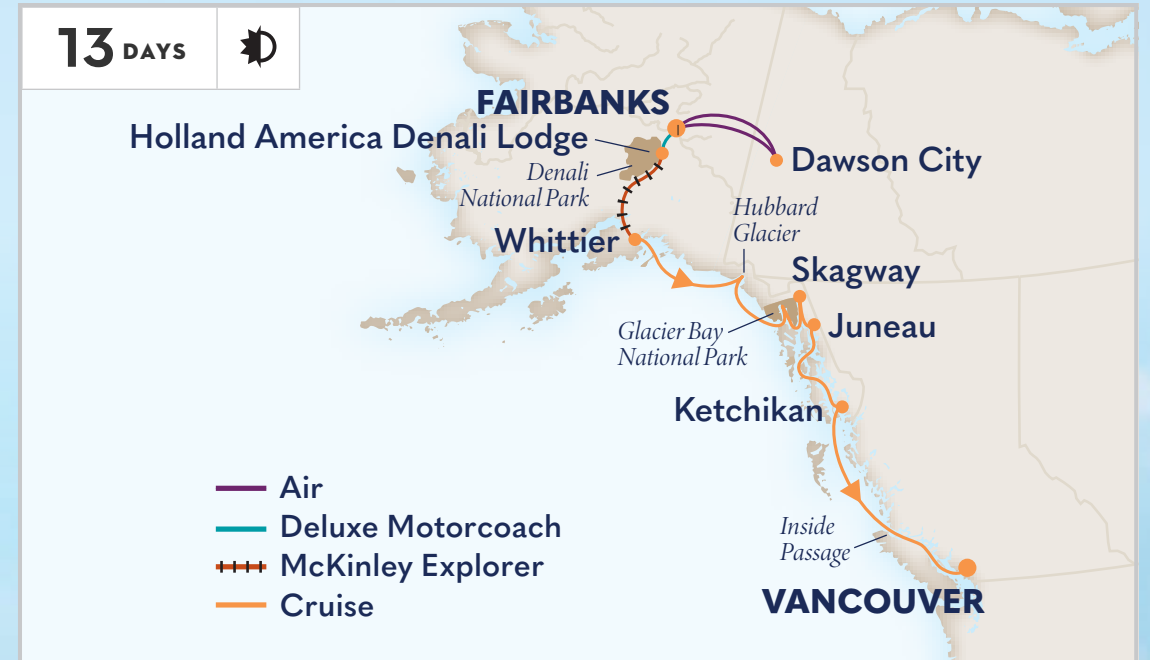 13 DAYS
FAIRBANKS
Holland America Denali Lodge
Dawson City
Denali
National Park
Hubbard
Glacier
Whittier
Skagway
Glacier Bay
National Park
Juneau
Ketchikan
Air
Deluxe Motorcoach
McKinley Explorer
Cruise
Inside
Passage
VANCOUVER